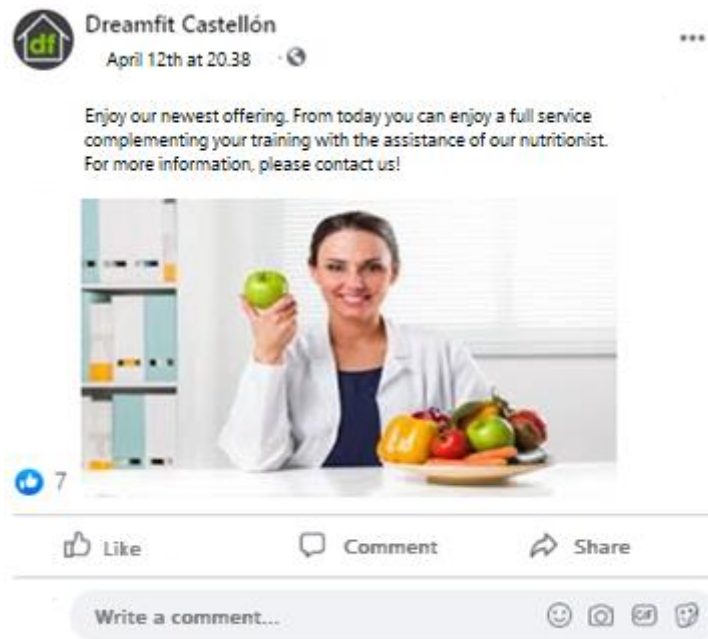 df
Dreamfit Castellón
April 12th at 20.38
Enjoy our newest offering. From today you can enjoy a full service
complementing your training with the assistance of our nutritionist.
For more information, please contact us!
7
Like
Comment
Share
Write a comment...
GIF